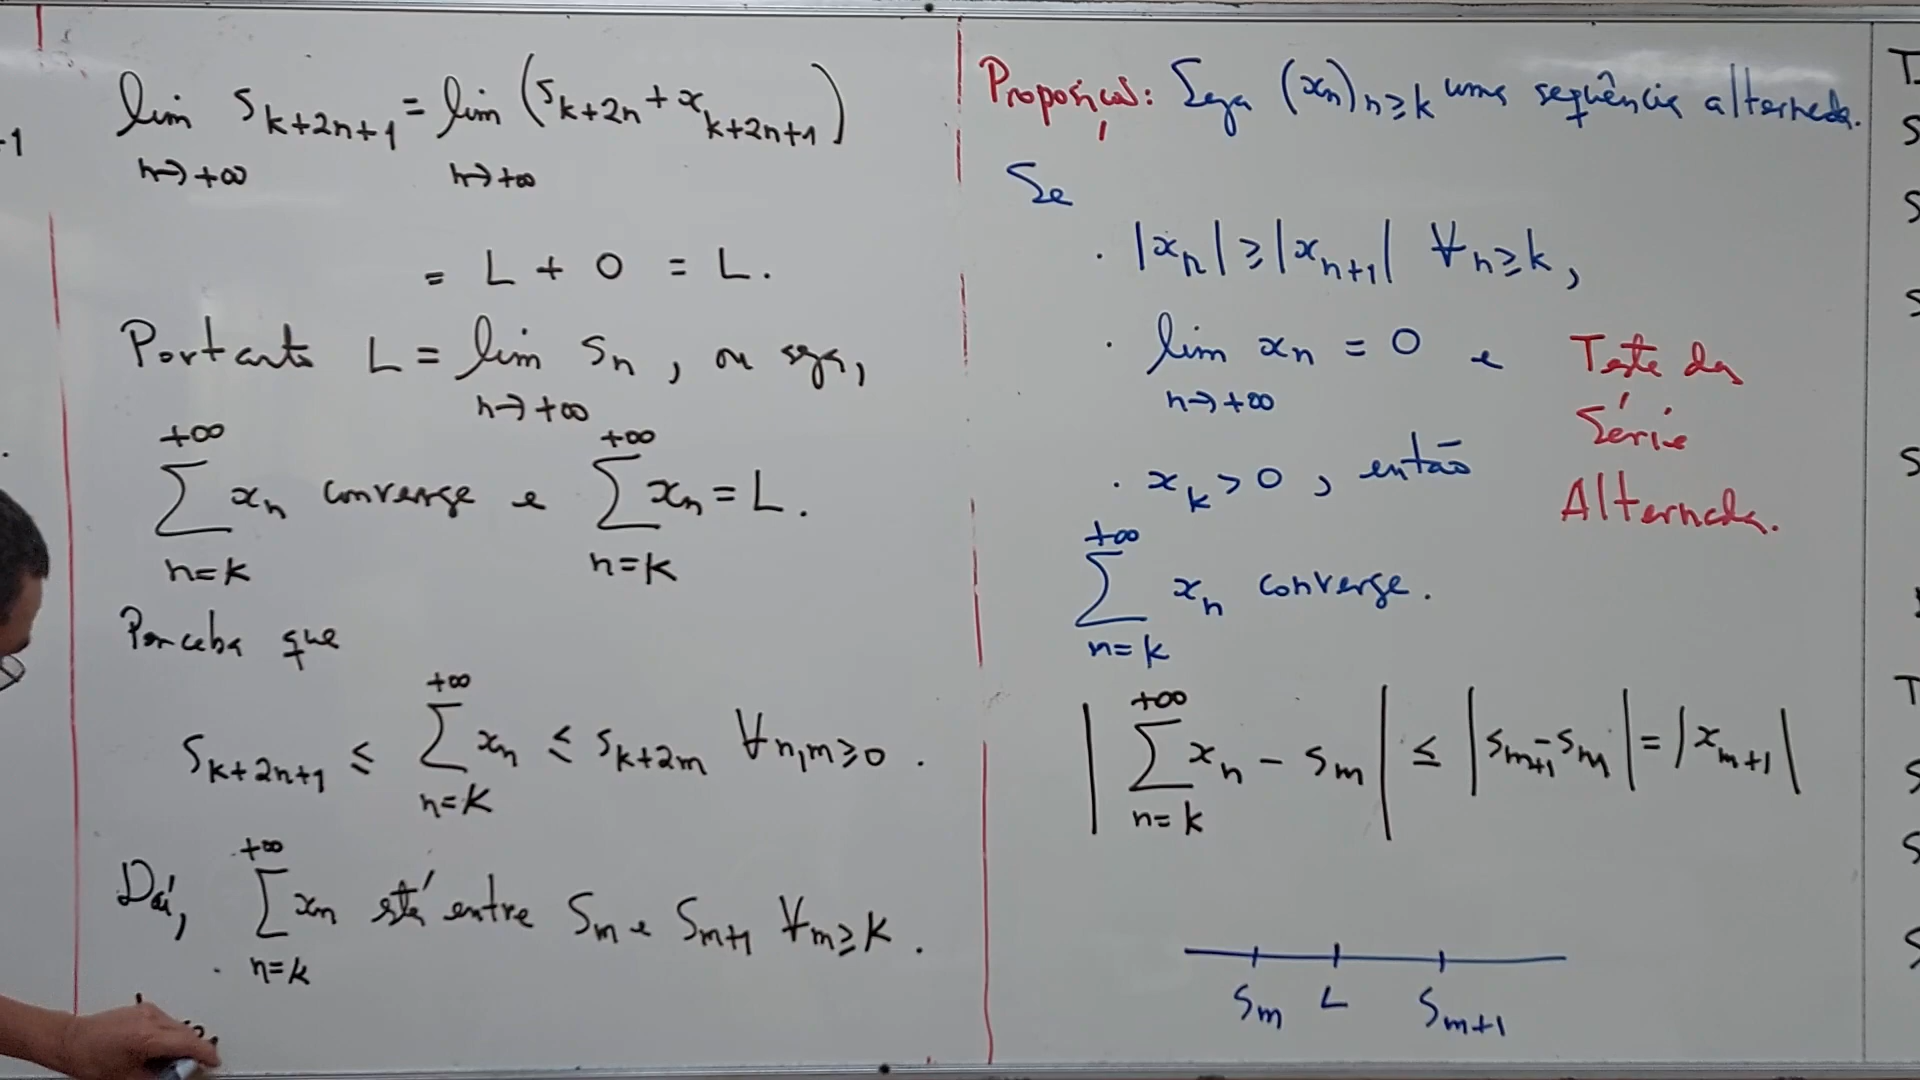 lim s_{k+2n+1} = lim (s_{k+2n} + x_{k+2n+1})
n→+∞ n→+∞
= L + 0 = L.
Portanto L = lim s_n, ou seja,
n→+∞
+∞ +∞
∑ x_n converge e ∑ x_n = L.
n=k n=k
Perceba que
+∞
s_{k+2n+1} ≤ ∑ x_n ≤ s_{k+2m} ∀n,m≥0.
n=k
+∞
Daí, ∑ x_n está entre s_m e s_{m+1} ∀m≥k.
n=k
Proposição: Seja (x_n)_{n≥k} uma sequência alternada.
Se
· |x_n| ≥ |x_{n+1}| ∀n≥k,
· lim x_n = 0 e
n→+∞
· x_k > 0, então
+∞
∑ x_n converge.
n=k
Teste da
Série
Alternada.
+∞
|∑ x_n - s_m| ≤ |s_{m+1} - s_m| = |x_{m+1}|
n=k
s_m L s_{m+1}